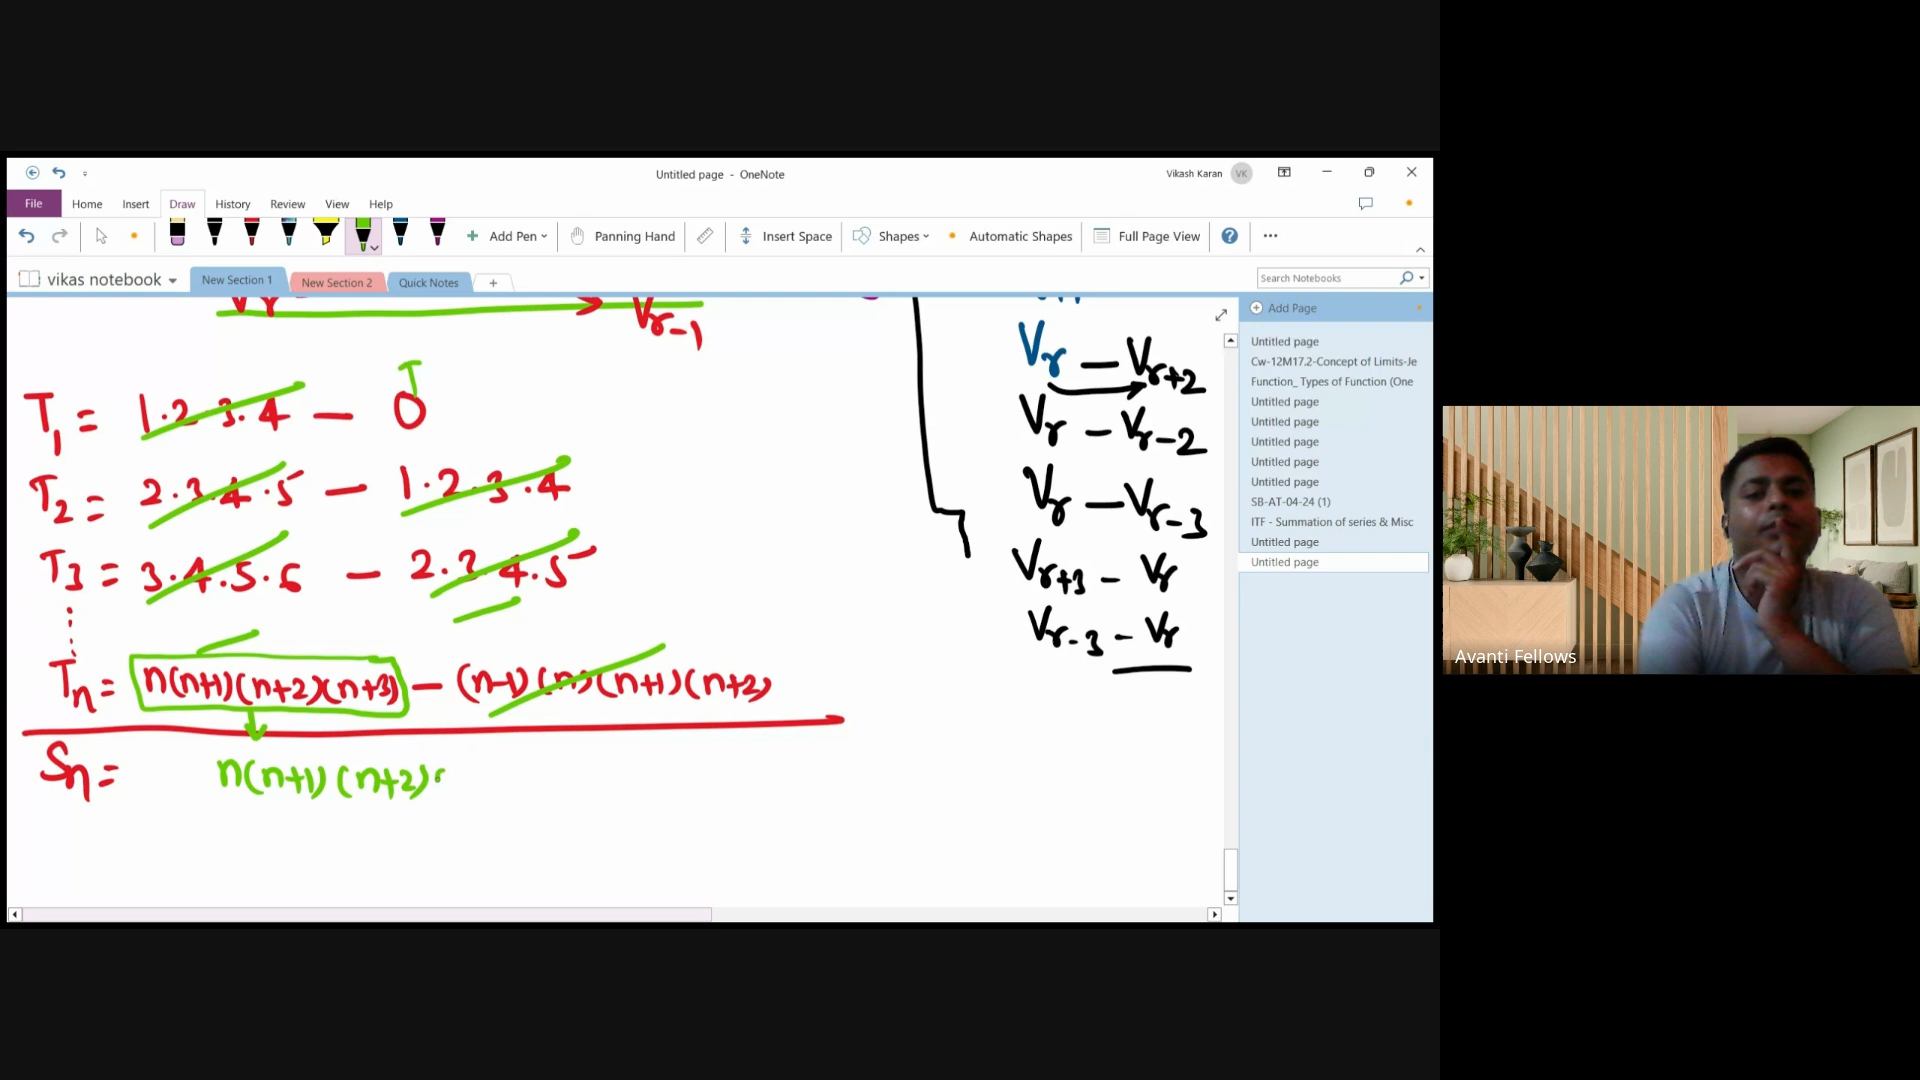 Untitled page - OneNote
Vikash Karan VK
File Home Insert Draw History Review View Help
Add Pen Panning Hand Insert Space Shapes Automatic Shapes Full Page View
vikas notebook New Section 1 New Section 2 Quick Notes +
Search Notebooks
Vr-1
T1 = 1·2·3·4 - 0
T2 = 2·3·4·5 - 1·2·3·4
T3 = 3·4·5·6 - 2·3·4·5
Tn = n(n+1)(n+2)(n+3) - (n-1)(n)(n+1)(n+2)
Sn = n(n+1)(n+2)
Vr - Vr+2
Vr - Vr-2
Vr - Vr-3
Vr+3 - Vr
Vr-3 - Vr
Add Page
Untitled page
Cw-12M17.2-Concept of Limits-Je
Function_ Types of Function (One
Untitled page
Untitled page
Untitled page
Untitled page
Untitled page
SB-AT-04-24 (1)
ITF - Summation of series & Misc
Untitled page
Untitled page
Avanti Fellows